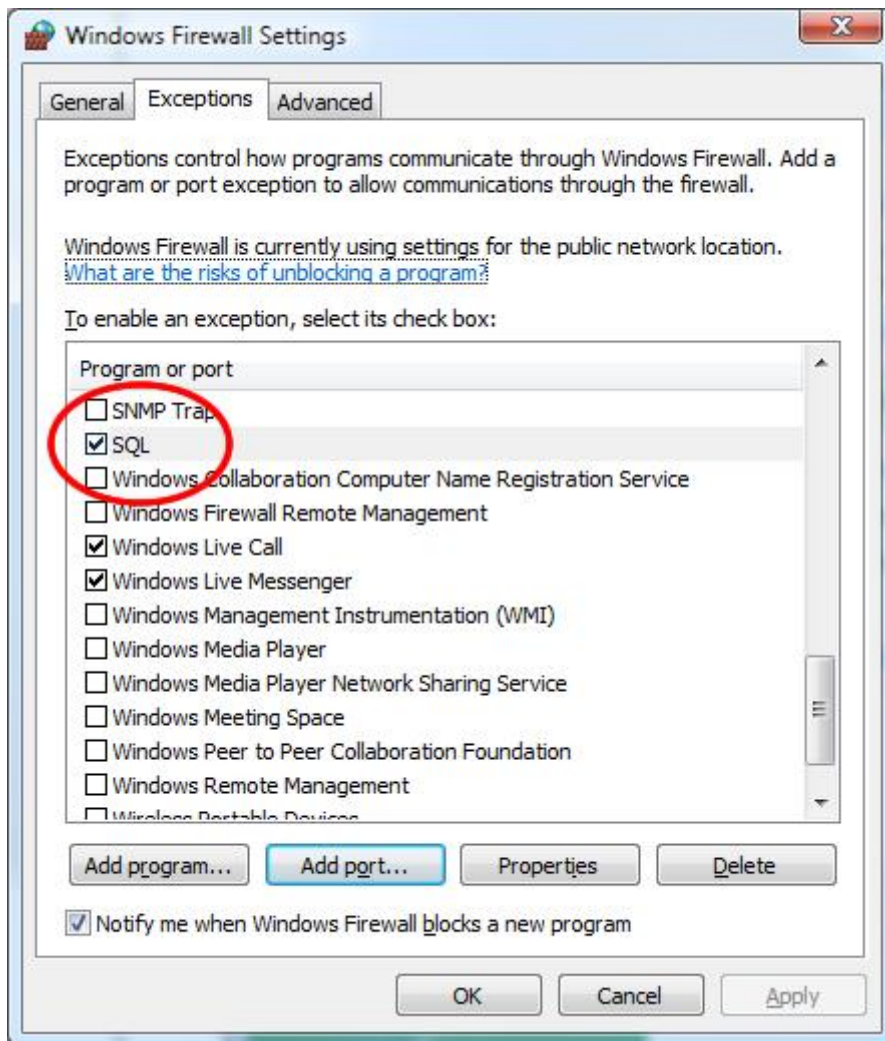 Windows Firewall Settings
General Exceptions Advanced
Exceptions control how programs communicate through Windows Firewall. Add a
program or port exception to allow communications through the firewall.
Windows Firewall is currently using settings for the public network location.
What are the risks of unblocking a program?
To enable an exception, select its check box:
Program or port
SNMP Trap
SQL
Windows Collaboration Computer Name Registration Service
Windows Firewall Remote Management
Windows Live Call
Windows Live Messenger
Windows Management Instrumentation (WMI)
Windows Media Player
Windows Media Player Network Sharing Service
Windows Meeting Space
Windows Peer to Peer Collaboration Foundation
Windows Remote Management
Wireless Portable Devices
Add program... Add port... Properties Delete
Notify me when Windows Firewall blocks a new program
OK Cancel Apply